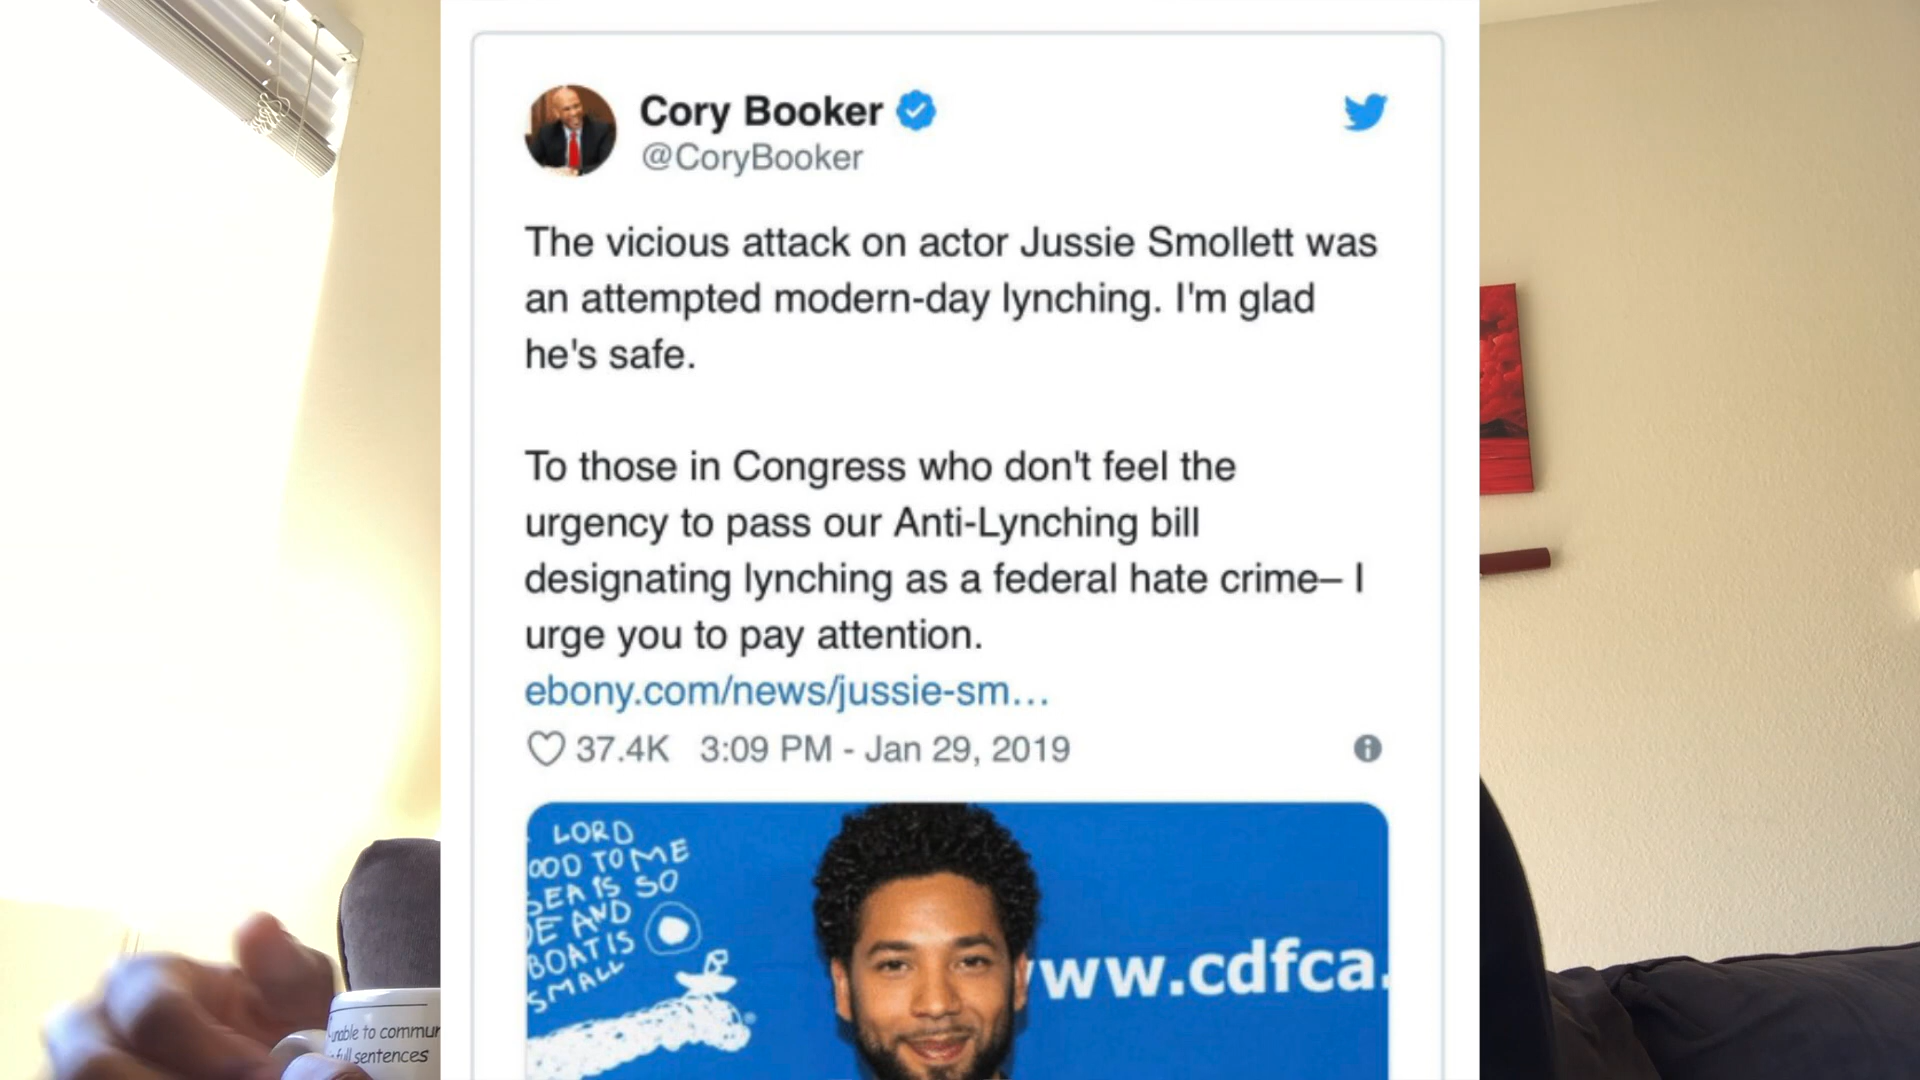 Cory Booker
@CoryBooker
The vicious attack on actor Jussie Smollett was
an attempted modern-day lynching. I'm glad
he's safe.
To those in Congress who don't feel the
urgency to pass our Anti-Lynching bill
designating lynching as a federal hate crime– I
urge you to pay attention.
ebony.com/news/jussie-sm...
37.4K 3:09 PM - Jan 29, 2019
LORD
OOD TO ME
SEA IS SO
DE AND
BOAT IS
SMALL
www.cdfca.
unable to commun
full sentences